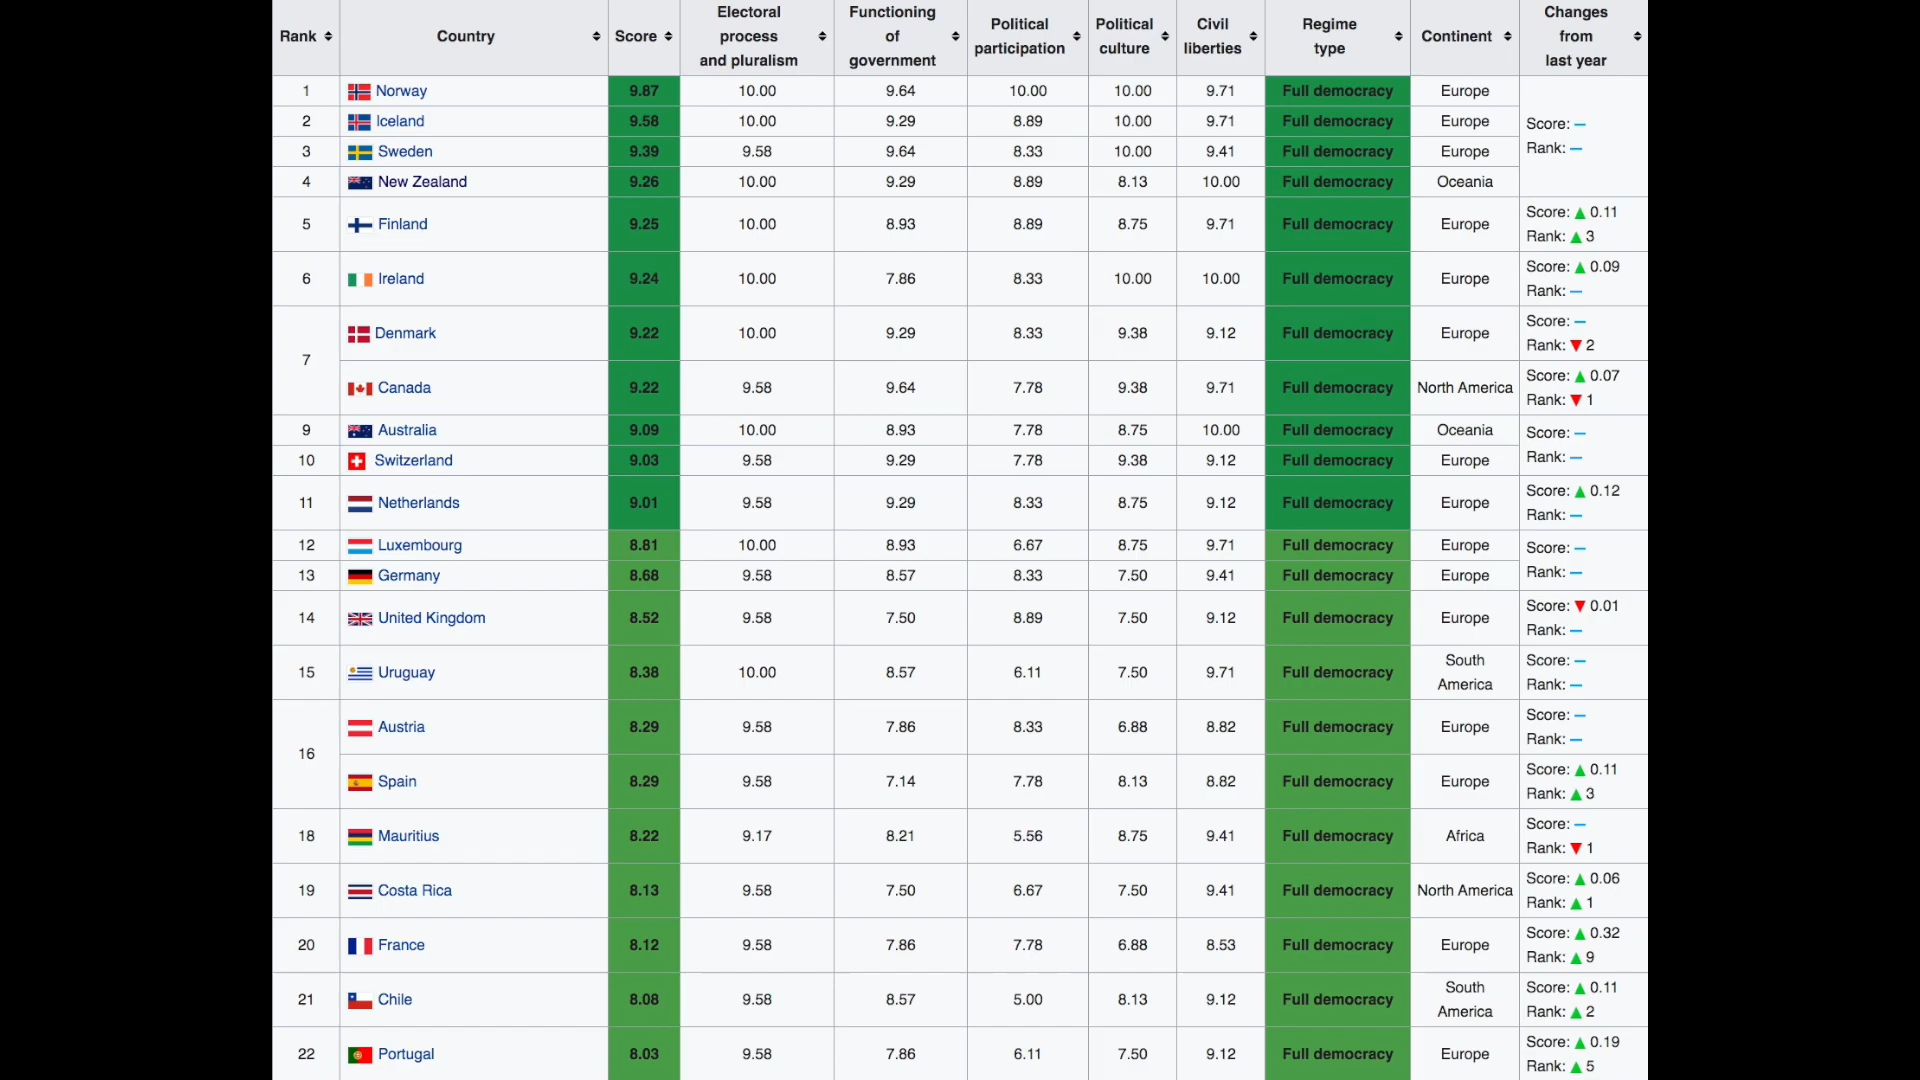 Rank Country Score Electoral process and pluralism Functioning of government Political participation Political culture Civil liberties Regime type Continent Changes from last year
1 Norway 9.87 10.00 9.64 10.00 10.00 9.71 Full democracy Europe
2 Iceland 9.58 10.00 9.29 8.89 10.00 9.71 Full democracy Europe Score: –
3 Sweden 9.39 9.58 9.64 8.33 10.00 9.41 Full democracy Europe Rank: –
4 New Zealand 9.26 10.00 9.29 8.89 8.13 10.00 Full democracy Oceania
5 Finland 9.25 10.00 8.93 8.89 8.75 9.71 Full democracy Europe Score: ▲ 0.11 Rank: ▲ 3
6 Ireland 9.24 10.00 7.86 8.33 10.00 10.00 Full democracy Europe Score: ▲ 0.09 Rank: –
7 Denmark 9.22 10.00 9.29 8.33 9.38 9.12 Full democracy Europe Score: – Rank: ▼ 2
Canada 9.22 9.58 9.64 7.78 9.38 9.71 Full democracy North America Score: ▲ 0.07 Rank: ▼ 1
9 Australia 9.09 10.00 8.93 7.78 8.75 10.00 Full democracy Oceania Score: –
10 Switzerland 9.03 9.58 9.29 7.78 9.38 9.12 Full democracy Europe Rank: –
11 Netherlands 9.01 9.58 9.29 8.33 8.75 9.12 Full democracy Europe Score: ▲ 0.12 Rank: –
12 Luxembourg 8.81 10.00 8.93 6.67 8.75 9.71 Full democracy Europe Score: –
13 Germany 8.68 9.58 8.57 8.33 7.50 9.41 Full democracy Europe Rank: –
14 United Kingdom 8.52 9.58 7.50 8.89 7.50 9.12 Full democracy Europe Score: ▼ 0.01 Rank: –
15 Uruguay 8.38 10.00 8.57 6.11 7.50 9.71 Full democracy South America Score: – Rank: –
16 Austria 8.29 9.58 7.86 8.33 6.88 8.82 Full democracy Europe Score: – Rank: –
Spain 8.29 9.58 7.14 7.78 8.13 8.82 Full democracy Europe Score: ▲ 0.11 Rank: ▲ 3
18 Mauritius 8.22 9.17 8.21 5.56 8.75 9.41 Full democracy Africa Score: – Rank: ▼ 1
19 Costa Rica 8.13 9.58 7.50 6.67 7.50 9.41 Full democracy North America Score: ▲ 0.06 Rank: ▲ 1
20 France 8.12 9.58 7.86 7.78 6.88 8.53 Full democracy Europe Score: ▲ 0.32 Rank: ▲ 9
21 Chile 8.08 9.58 8.57 5.00 8.13 9.12 Full democracy South America Score: ▲ 0.11 Rank: ▲ 2
22 Portugal 8.03 9.58 7.86 6.11 7.50 9.12 Full democracy Europe Score: ▲ 0.19 Rank: ▲ 5